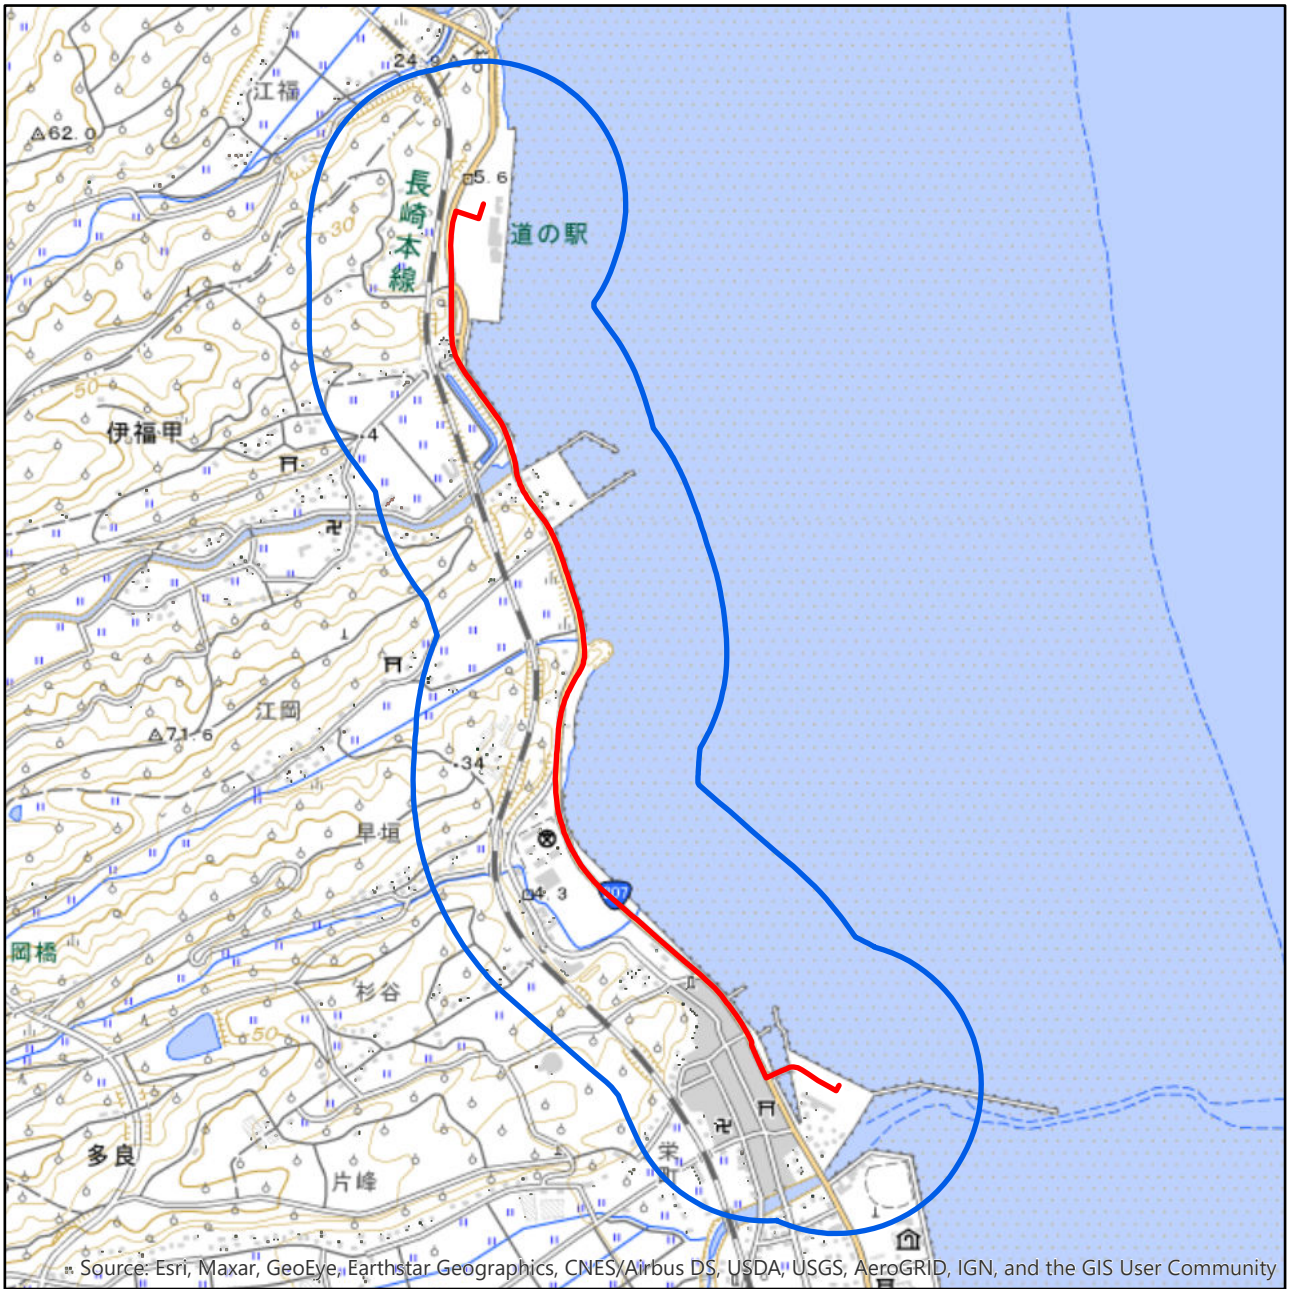 24.9
江福
62.0
5.6
長崎本線
30
道の駅
50
伊福甲
4
江岡
71.6
34
早垣
4.3
207
岡橋
杉谷
50
多良
片峰
栄町
Source: Esri, Maxar, GeoEye, Earthstar Geographics, CNES/Airbus DS, USDA, USGS, AeroGRID, IGN, and the GIS User Community